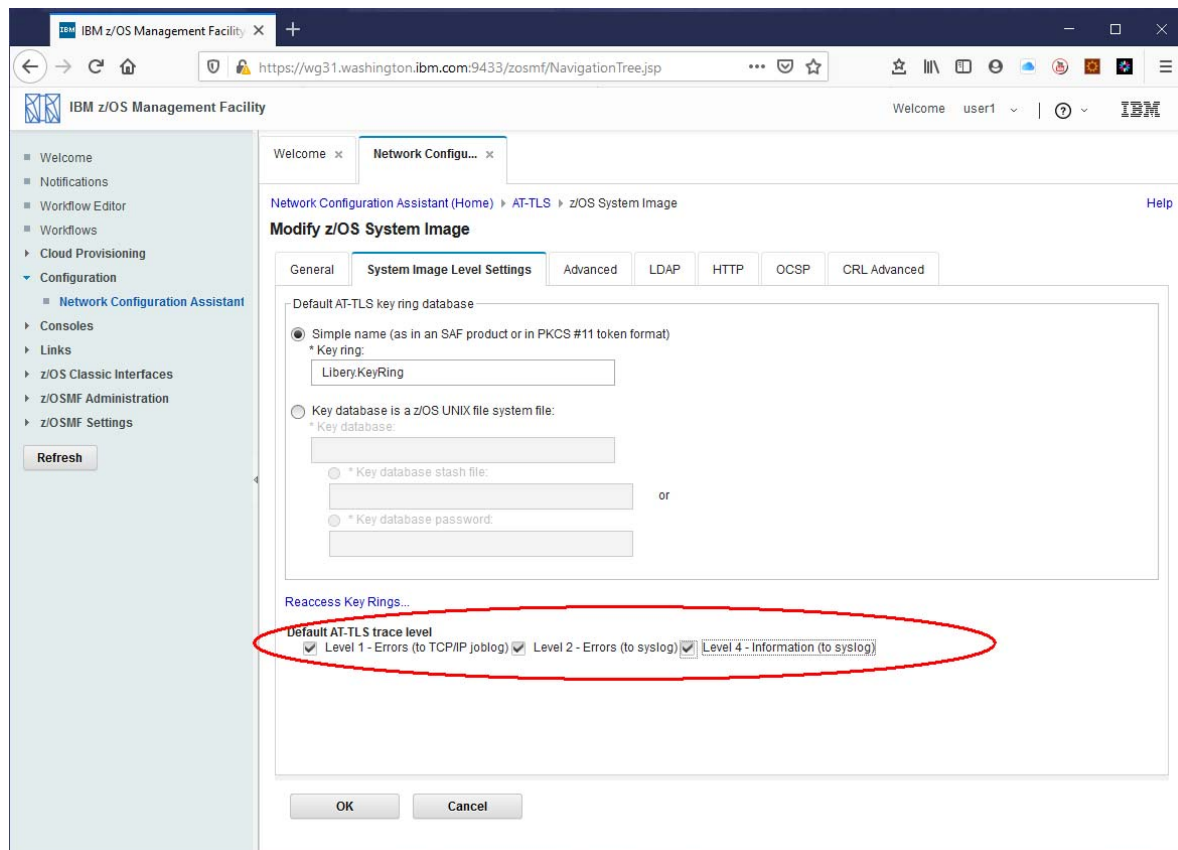 IBM IBM z/OS Management Facility
https://wg31.washington.ibm.com:9433/zosmf/NavigationTree.jsp
IBM z/OS Management Facility
Welcome user1
IBM
Welcome
Notifications
Workflow Editor
Workflows
Cloud Provisioning
Configuration
Network Configuration Assistant
Consoles
Links
z/OS Classic Interfaces
z/OSMF Administration
z/OSMF Settings
Refresh
Welcome Network Configu...
Network Configuration Assistant (Home) AT-TLS z/OS System Image Help
Modify z/OS System Image
General System Image Level Settings Advanced LDAP HTTP OCSP CRL Advanced
Default AT-TLS key ring database
Simple name (as in an SAF product or in PKCS #11 token format)
* Key ring:
Libery.KeyRing
Key database is a z/OS UNIX file system file:
* Key database:
* Key database stash file:
or
* Key database password:
Reaccess Key Rings...
Default AT-TLS trace level
Level 1 - Errors (to TCP/IP joblog) Level 2 - Errors (to syslog) Level 4 - Information (to syslog)
OK Cancel